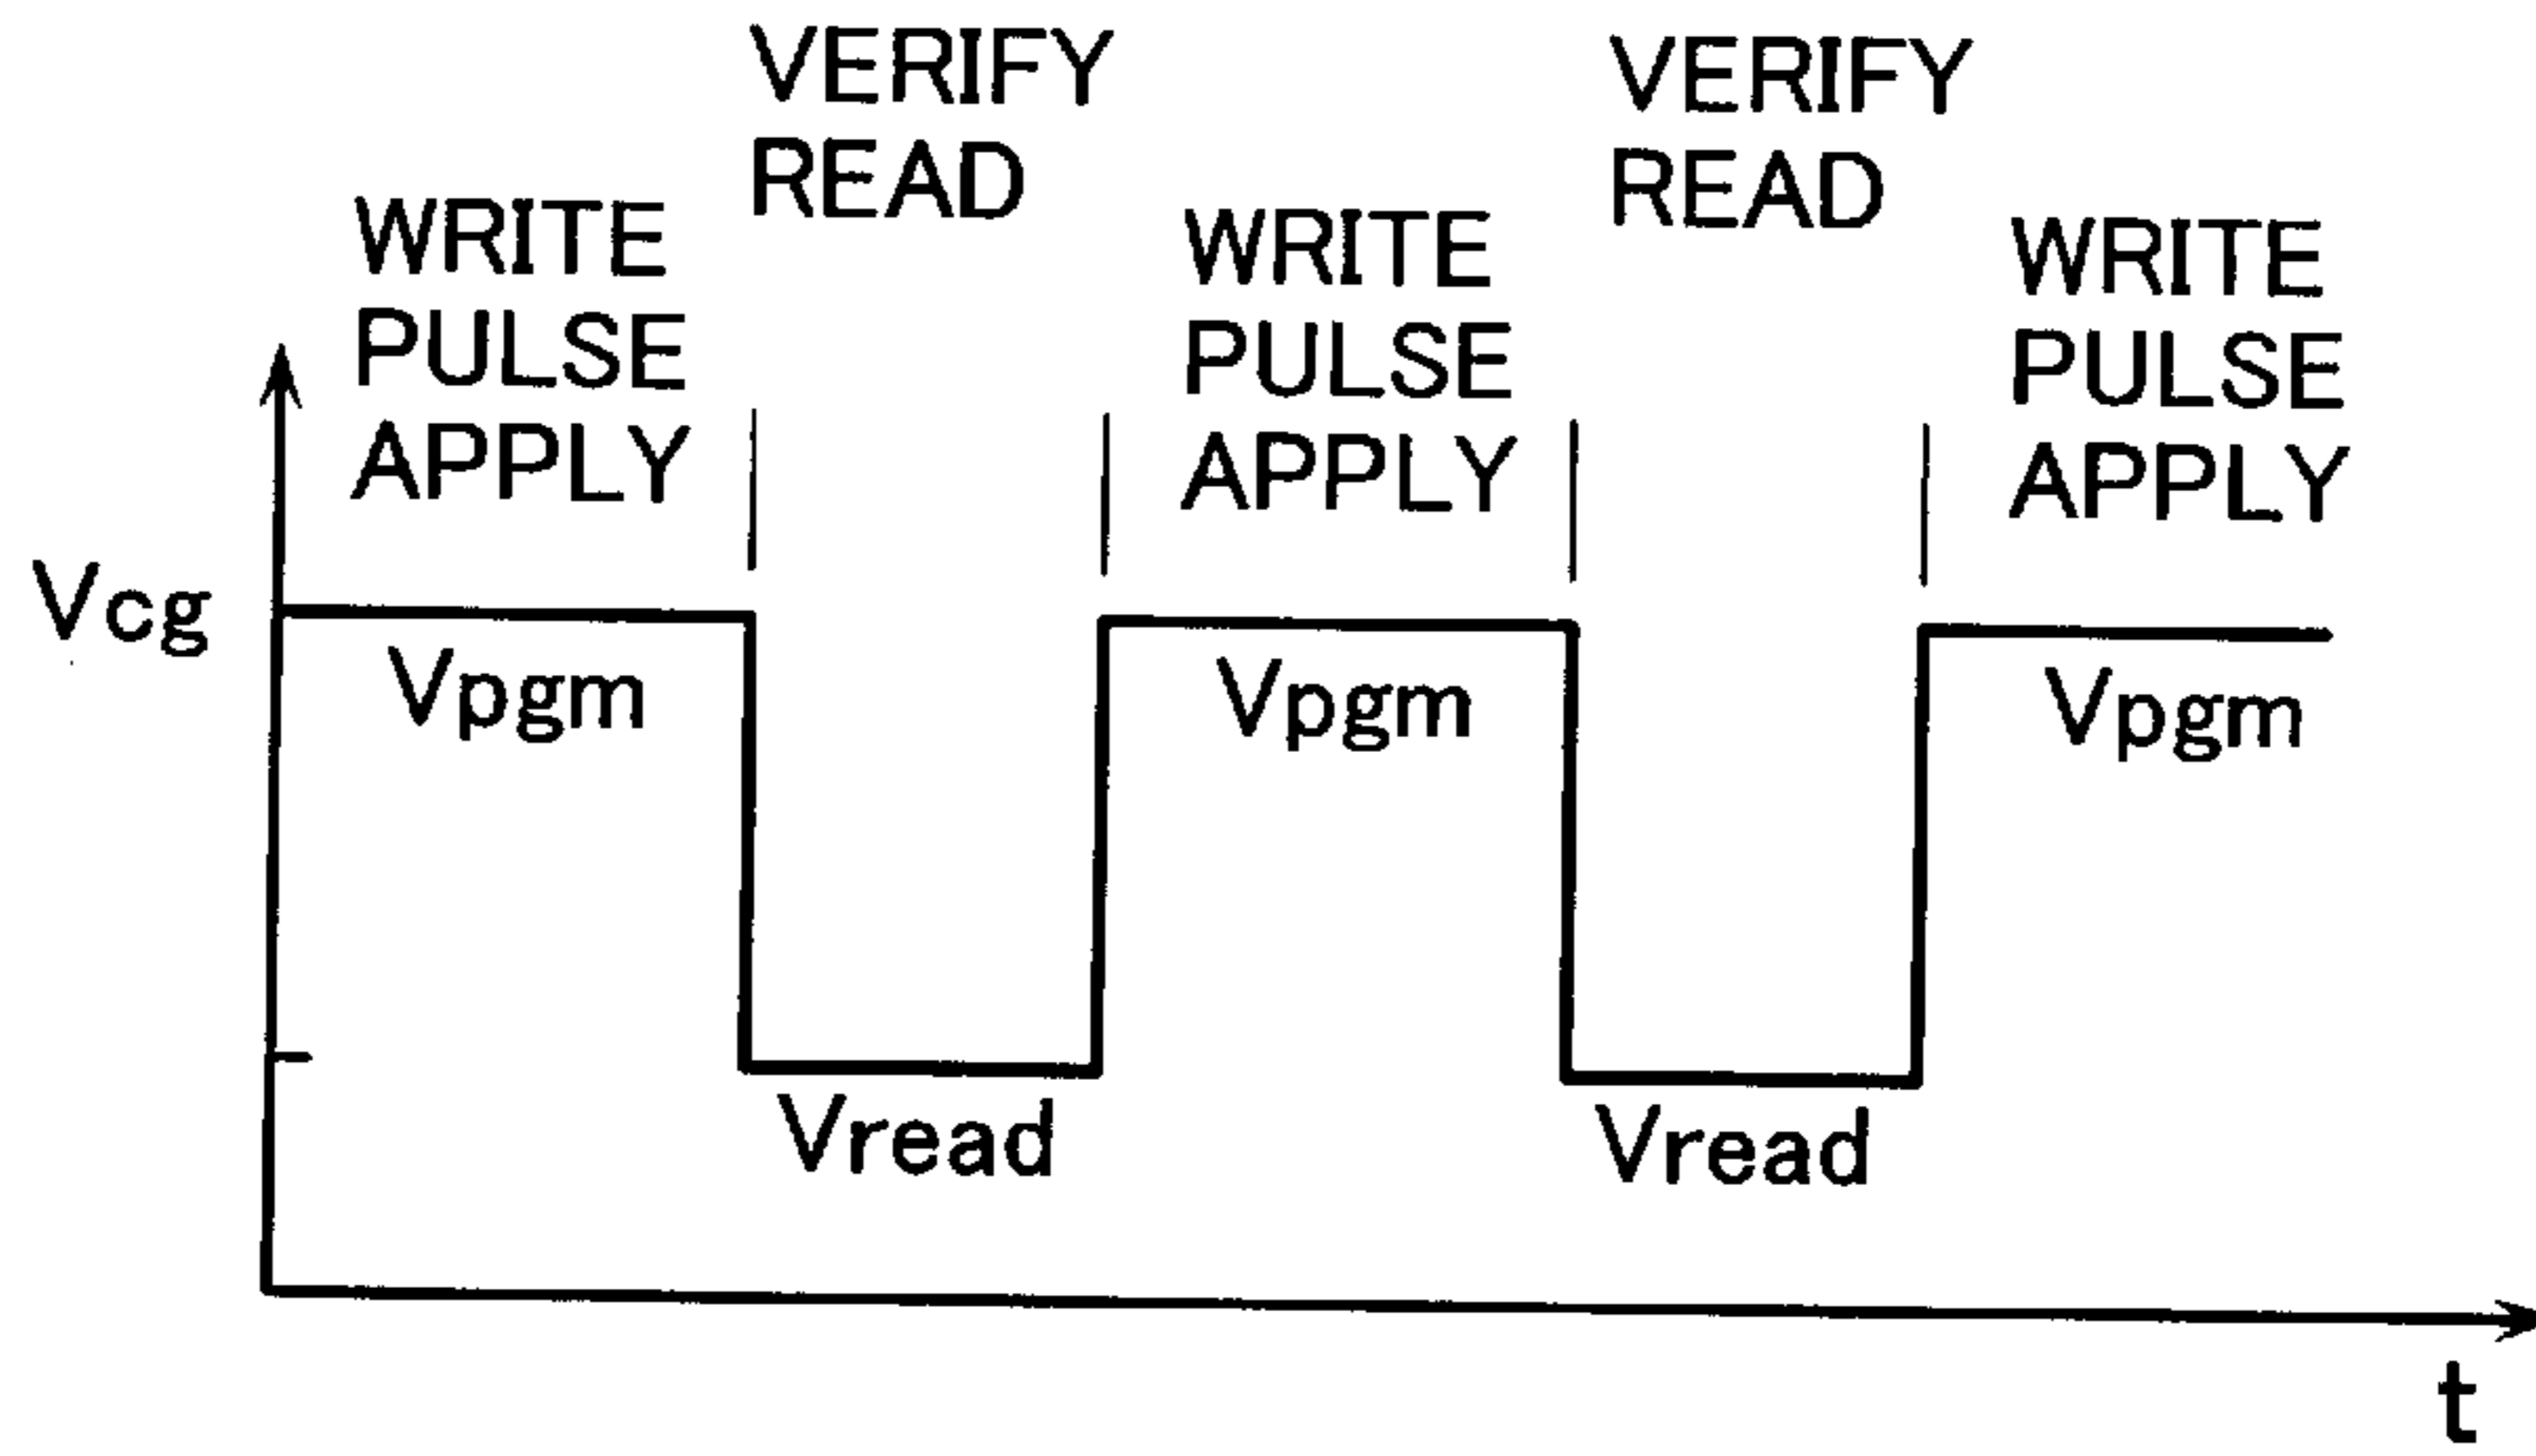 VERIFY
READ
VERIFY
READ
WRITE
PULSE
APPLY
WRITE
PULSE
APPLY
WRITE
PULSE
APPLY
Vcg
Vpgm
Vpgm
Vpgm
Vread
Vread
t